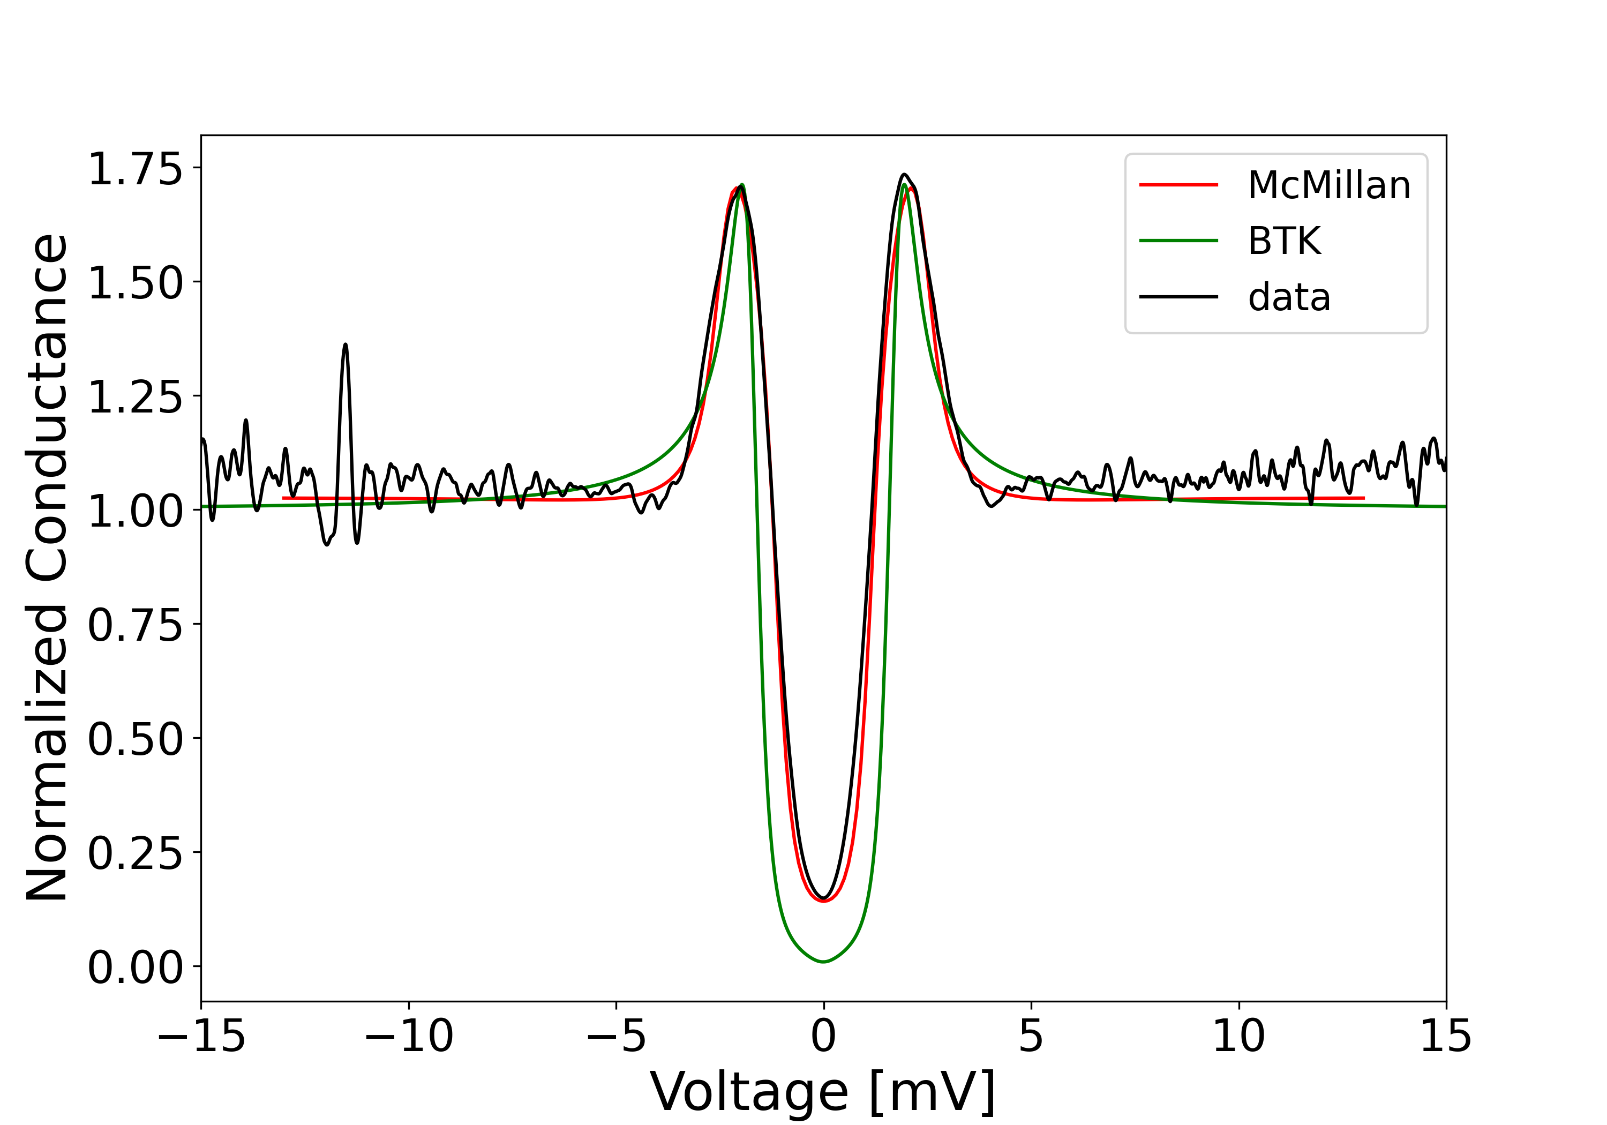 McMillan
BTK
data
Normalized Conductance
1.75
1.50
1.25
1.00
0.75
0.50
0.25
0.00
−15 −10 −5 0 5 10 15
Voltage [mV]